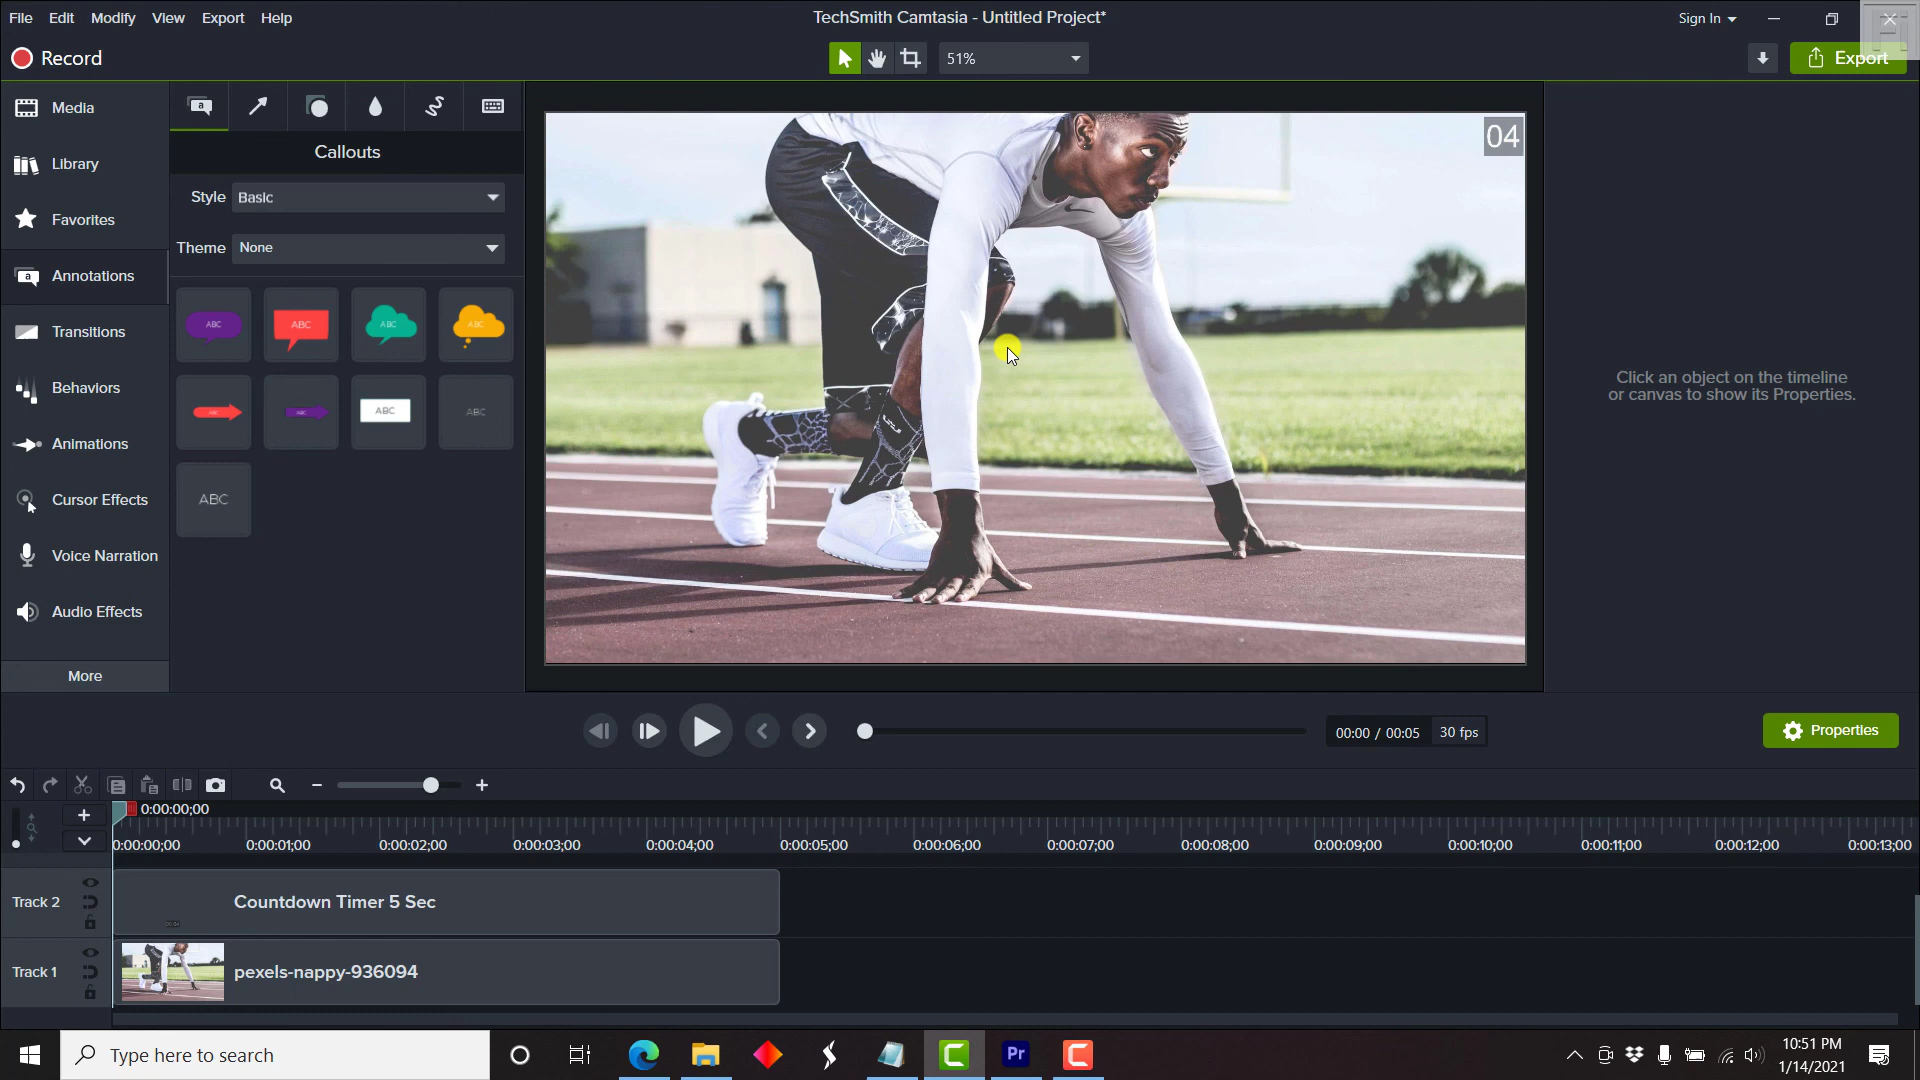 File Edit Modify View Export Help
TechSmith Camtasia - Untitled Project*
Sign In
Record
51%
Export
Media
Library
Favorites
Annotations
Transitions
Behaviors
Animations
Cursor Effects
Voice Narration
Audio Effects
More
Callouts
Style Basic
Theme None
ABC ABC ABC ABC
ABC ABC ABC ABC
ABC
04
Click an object on the timeline
or canvas to show its Properties.
00:00 / 00:05 30 fps
Properties
0:00:00;00
0:00:00;00 0:00:01;00 0:00:02;00 0:00:03;00 0:00:04;00 0:00:05;00 0:00:06;00 0:00:07;00 0:00:08;00 0:00:09;00 0:00:10;00 0:00:11;00 0:00:12;00 0:00:13;00
Track 2 Countdown Timer 5 Sec
Track 1 pexels-nappy-936094
Type here to search
Pr
10:51 PM
1/14/2021